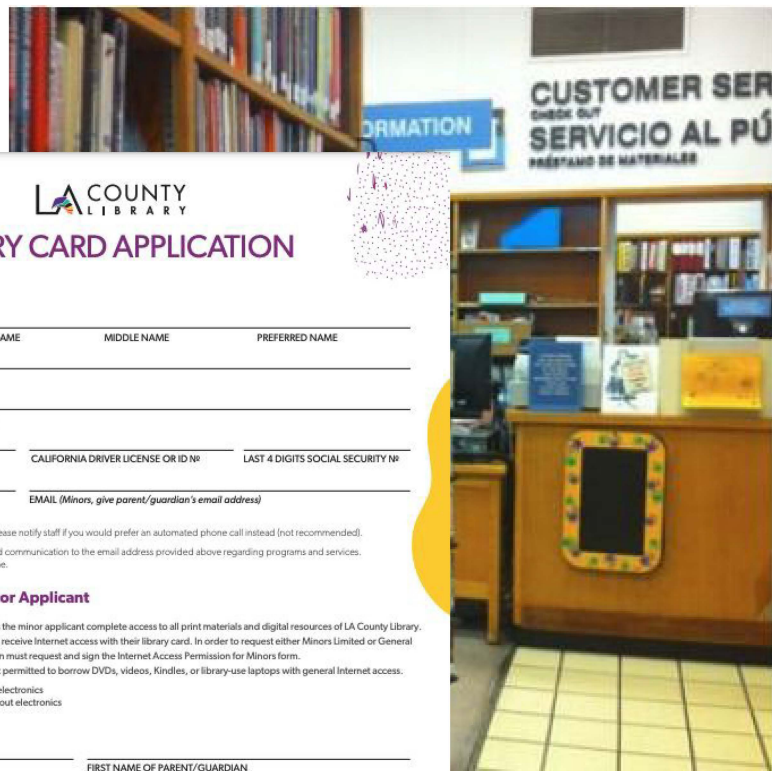 ORMATION
CUSTOMER SER
CHECK OUT
SERVICIO AL PÚ
PRÉSTAMO DE MATERIALES
LA COUNTY
LIBRARY
RY CARD APPLICATION
AME MIDDLE NAME PREFERRED NAME
CALIFORNIA DRIVER LICENSE OR ID Nº LAST 4 DIGITS SOCIAL SECURITY Nº
EMAIL (Minors, give parent/guardian's email address)
ease notify staff if you would prefer an automated phone call instead (not recommended).
d communication to the email address provided above regarding programs and services.
e.
or Applicant
the minor applicant complete access to all print materials and digital resources of LA County Library.
receive Internet access with their library card. In order to request either Minors Limited or General
n must request and sign the Internet Access Permission for Minors form.
permitted to borrow DVDs, videos, Kindles, or library-use laptops with general Internet access.
electronics
out electronics
FIRST NAME OF PARENT/GUARDIAN